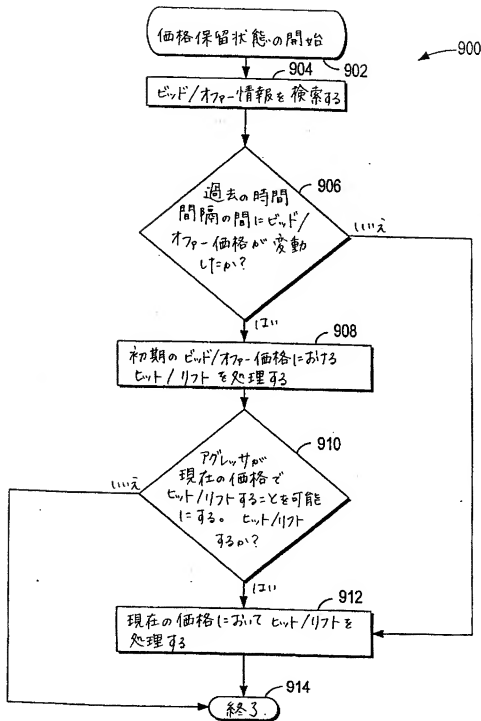 価格保留状態の開始
902
900
904
ビッド/オファー情報を検索する
906
過去の時間
間隔の間にビッド/
オファー価格が変動
したか?
いいえ
はい
908
初期のビッド/オファー価格における
ヒット/リフトを処理する
910
アグレッサが
現在の価格で
ヒット/リフトすることを可能
にする。 ヒット/リフト
するか?
いいえ
はい
912
現在の価格においてヒット/リフトを
処理する
914
終了.